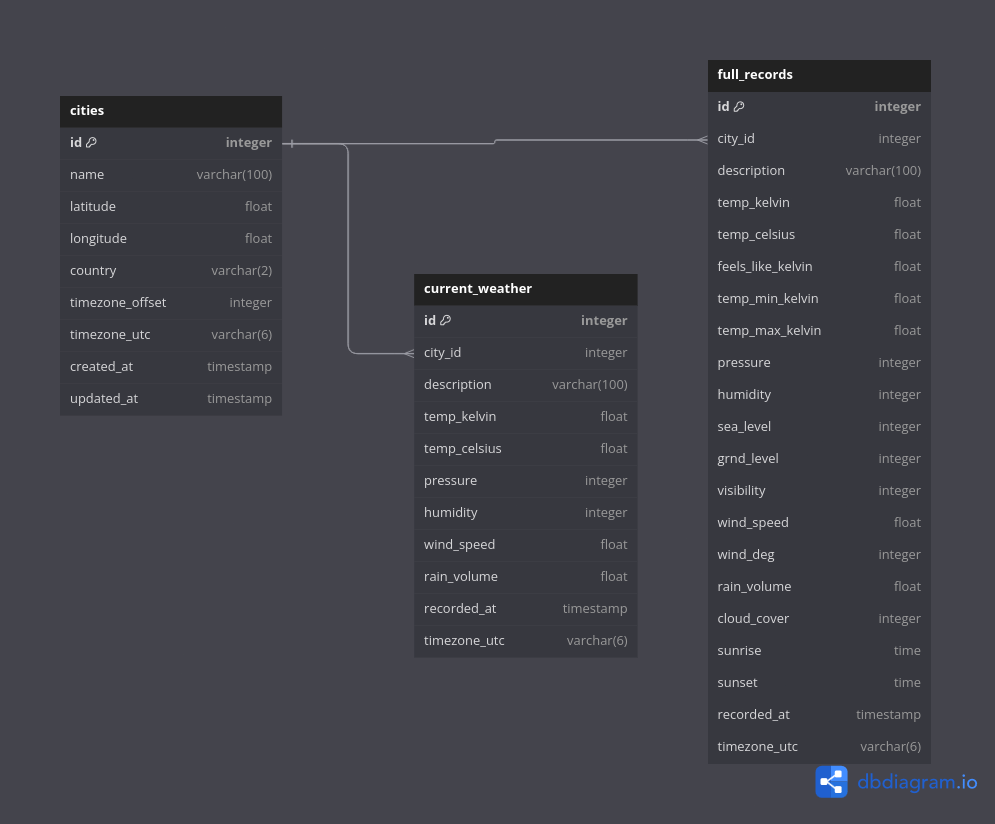 cities
id integer
name varchar(100)
latitude float
longitude float
country varchar(2)
timezone_offset integer
timezone_utc varchar(6)
created_at timestamp
updated_at timestamp
current_weather
id integer
city_id integer
description varchar(100)
temp_kelvin float
temp_celsius float
pressure integer
humidity integer
wind_speed float
rain_volume float
recorded_at timestamp
timezone_utc varchar(6)
full_records
id integer
city_id integer
description varchar(100)
temp_kelvin float
temp_celsius float
feels_like_kelvin float
temp_min_kelvin float
temp_max_kelvin float
pressure integer
humidity integer
sea_level integer
grnd_level integer
visibility integer
wind_speed float
wind_deg integer
rain_volume float
cloud_cover integer
sunrise time
sunset time
recorded_at timestamp
timezone_utc varchar(6)
dbdiagram.io